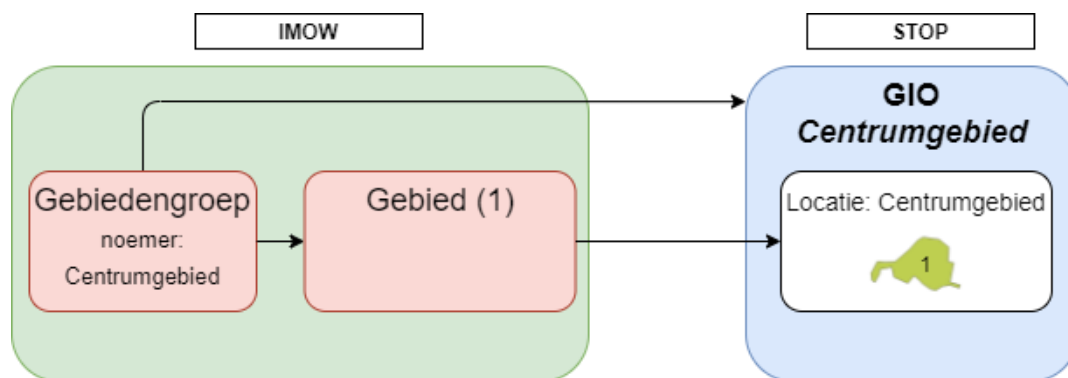 IMOW
STOP
GIO
Centrumgebied
Gebiedengroep
noemer:
Centrumgebied
Gebied (1)
Locatie: Centrumgebied
1